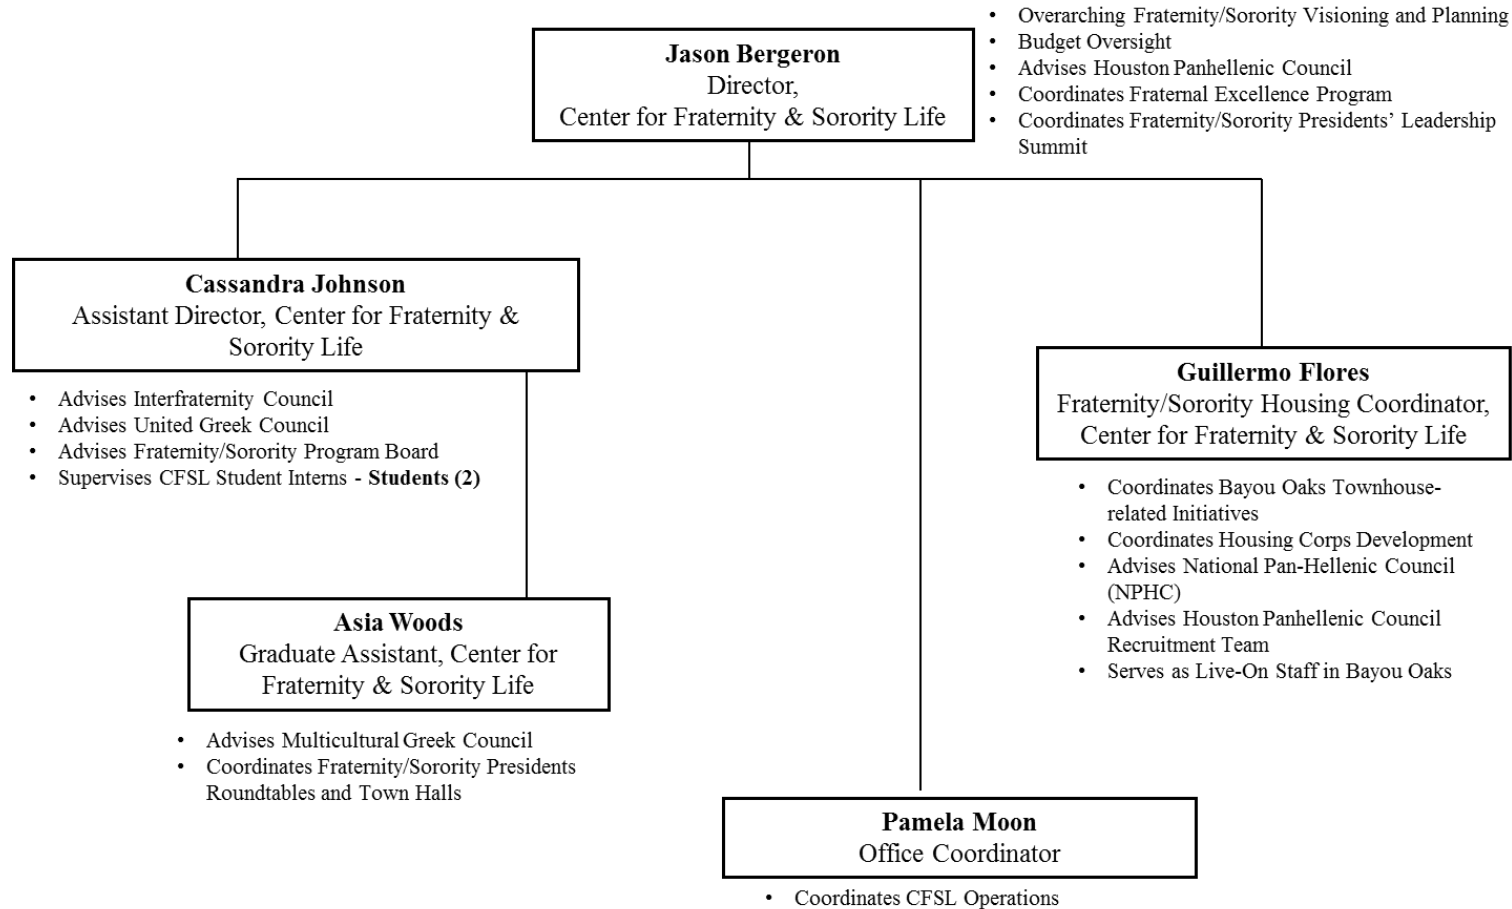 Jason Bergeron
Director,
Center for Fraternity & Sorority Life
• Overarching Fraternity/Sorority Visioning and Planning
• Budget Oversight
• Advises Houston Panhellenic Council
• Coordinates Fraternal Excellence Program
• Coordinates Fraternity/Sorority Presidents’ Leadership
Summit
Cassandra Johnson
Assistant Director, Center for Fraternity &
Sorority Life
• Advises Interfraternity Council
• Advises United Greek Council
• Advises Fraternity/Sorority Program Board
• Supervises CFSL Student Interns - Students (2)
Guillermo Flores
Fraternity/Sorority Housing Coordinator,
Center for Fraternity & Sorority Life
• Coordinates Bayou Oaks Townhouse-
related Initiatives
• Coordinates Housing Corps Development
• Advises National Pan-Hellenic Council
(NPHC)
• Advises Houston Panhellenic Council
Recruitment Team
• Serves as Live-On Staff in Bayou Oaks
Asia Woods
Graduate Assistant, Center for
Fraternity & Sorority Life
• Advises Multicultural Greek Council
• Coordinates Fraternity/Sorority Presidents
Roundtables and Town Halls
Pamela Moon
Office Coordinator
• Coordinates CFSL Operations